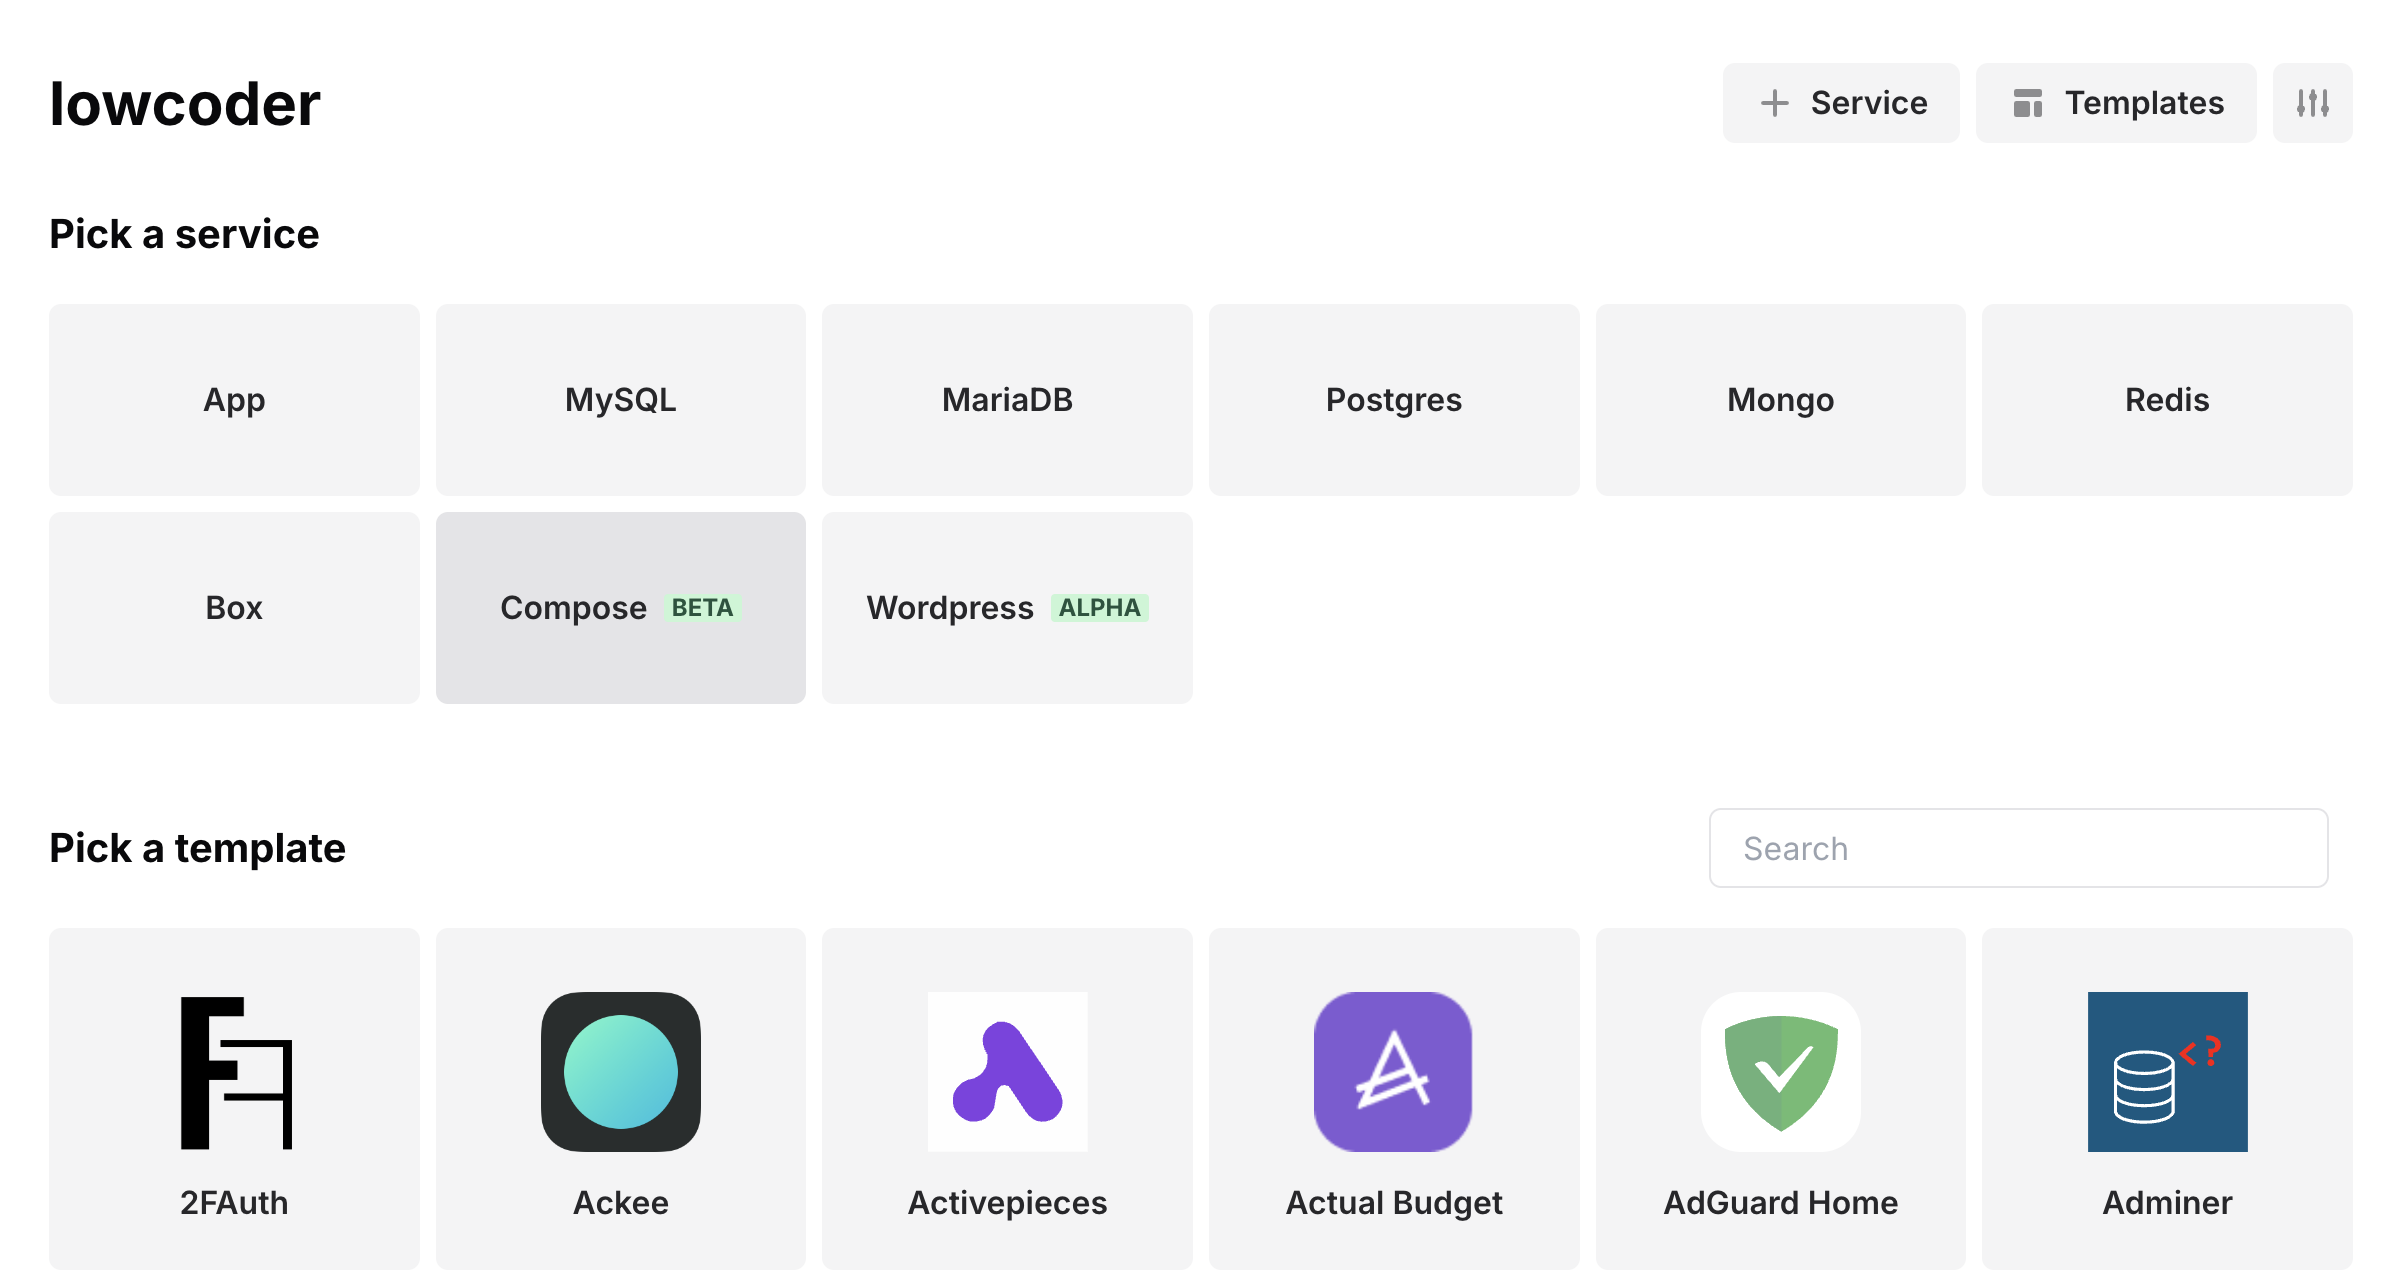 lowcoder
Service
Templates
Pick a service
App
MySQL
MariaDB
Postgres
Mongo
Redis
Box
Compose BETA
Wordpress ALPHA
Pick a template
Search
2FAuth
Ackee
Activepieces
Actual Budget
AdGuard Home
<?
Adminer